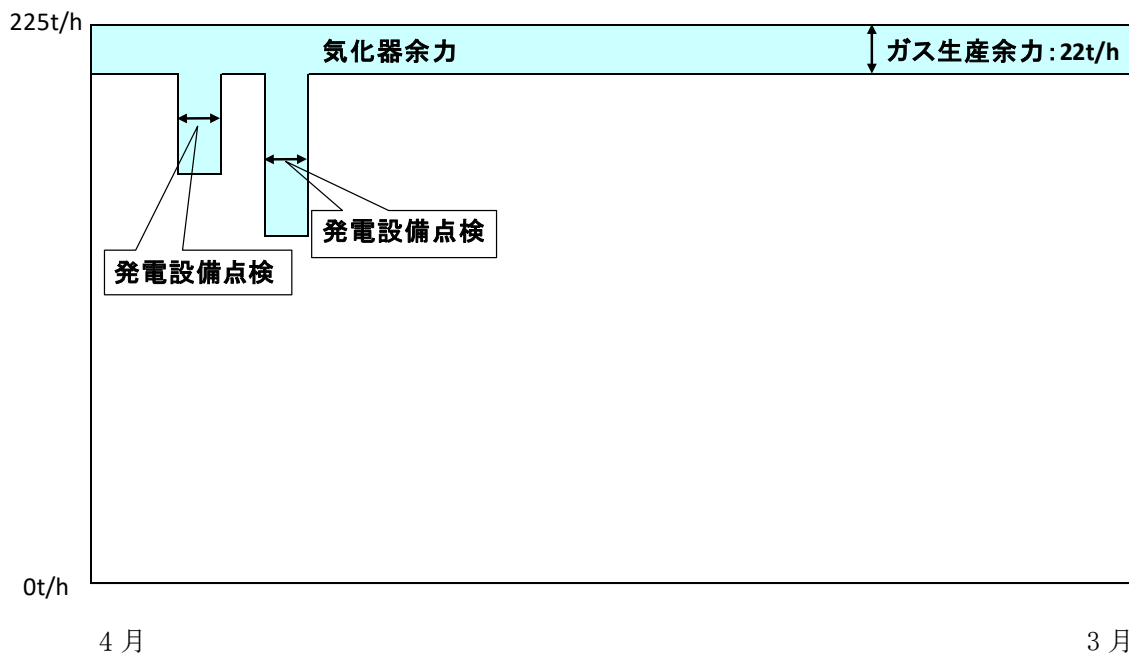 225t/h
気化器余力
ガス生産余力:22t/h
発電設備点検
発電設備点検
0t/h
4月
3月